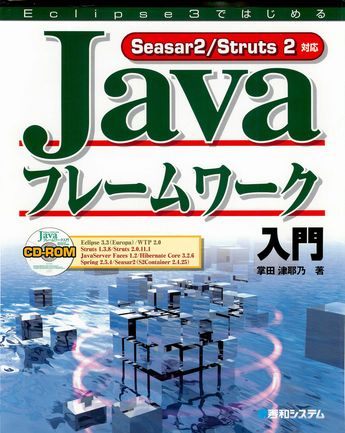 Eclipse3ではじめる
Seasar2/Struts 2 対応
Java
フレームワーク
入門
掌田 津耶乃 著
Java
CD-ROM
Eclipse 3.3(Europa)/WTP 2.0
Struts 1.3.8/Struts 2.0.11.1
JavaServer Faces 1.2/Hibernate Core 3.2.6
Spring 2.5.4/Seasar2(S2Container 2.4.25)
秀和システム